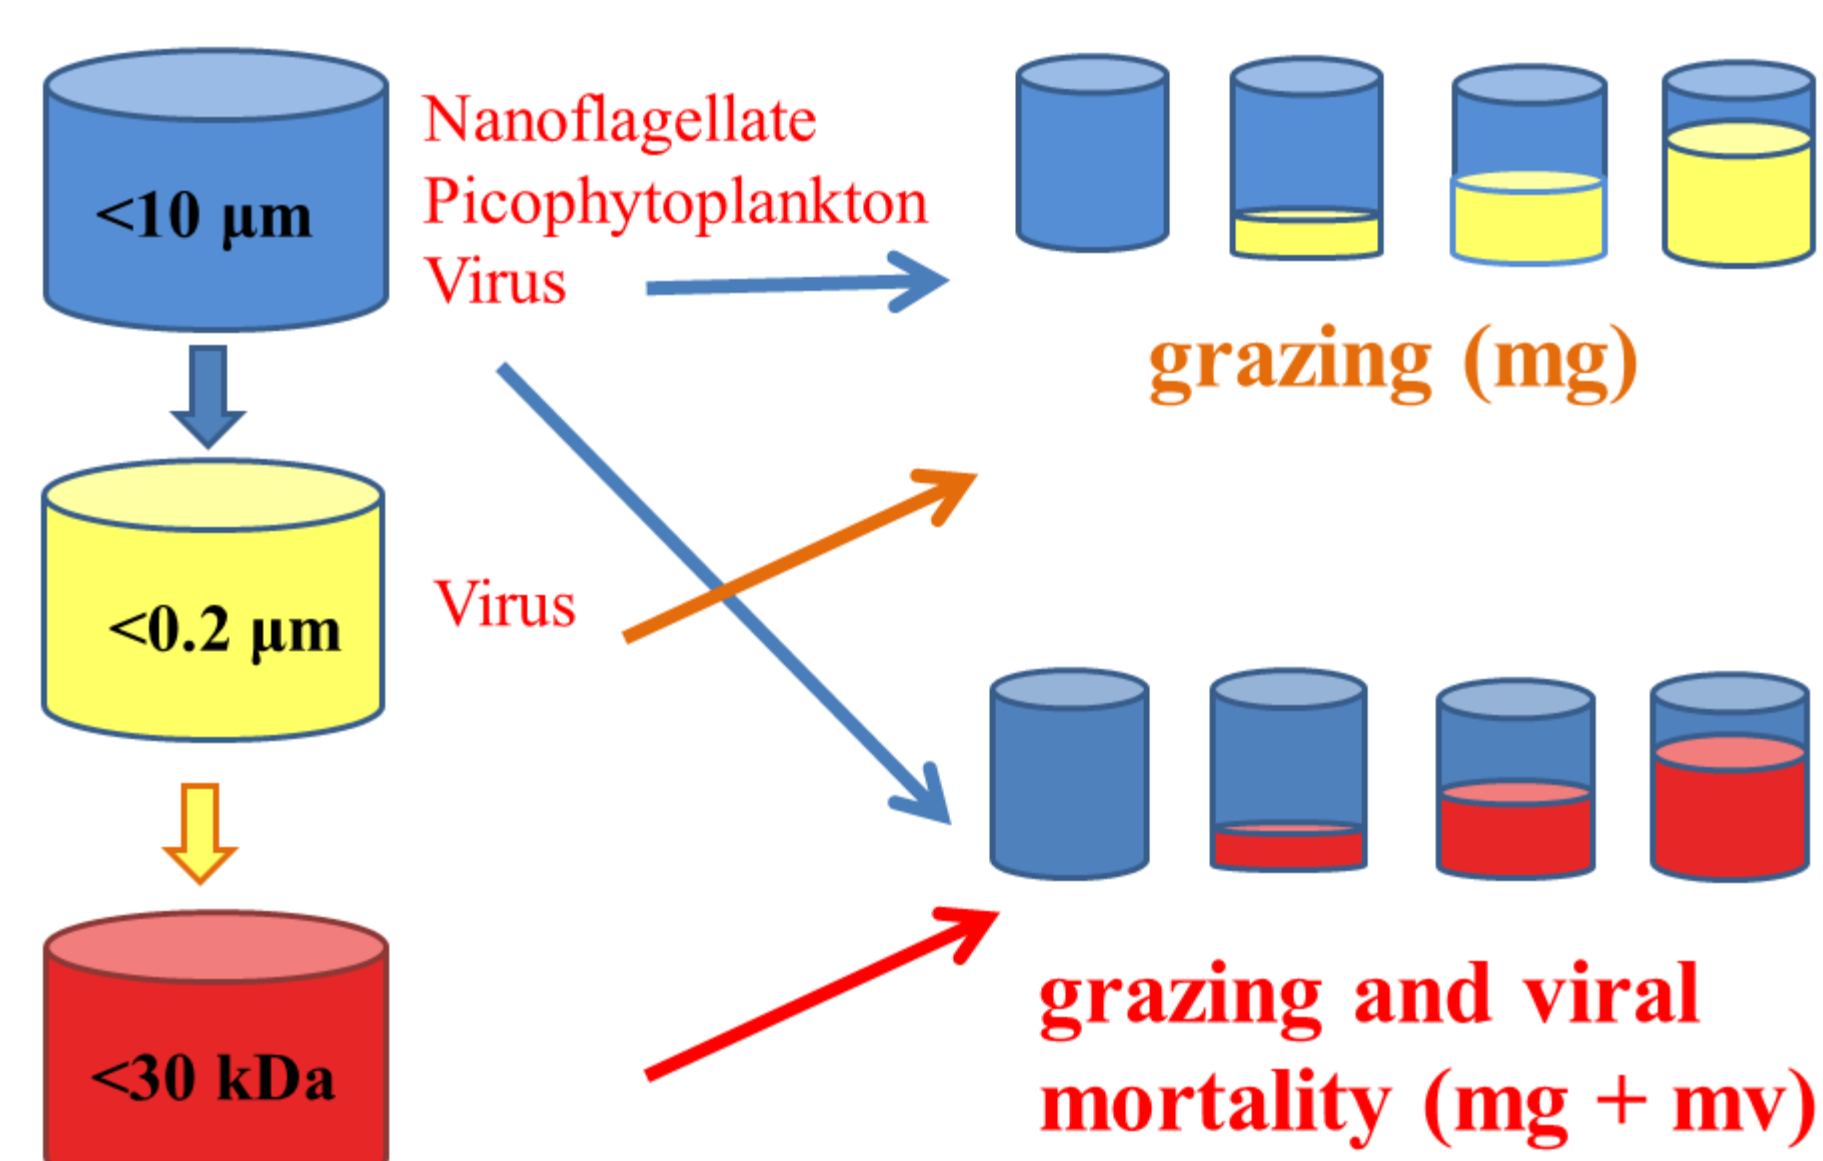 <10 μm
Nanoflagellate
Picophytoplankton
Virus
grazing (mg)
<0.2 μm
Virus
<30 kDa
grazing and viral
mortality (mg + mv)